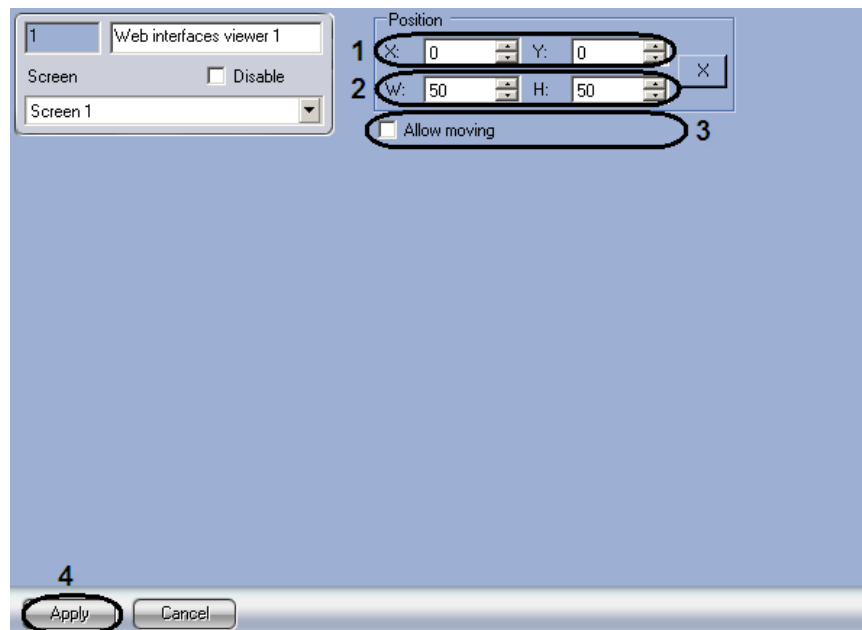 1 Web interfaces viewer 1
Screen Disable
Screen 1
Position
1 X: 0 Y: 0
X
2 W: 50 H: 50
Allow moving 3
4
Apply Cancel